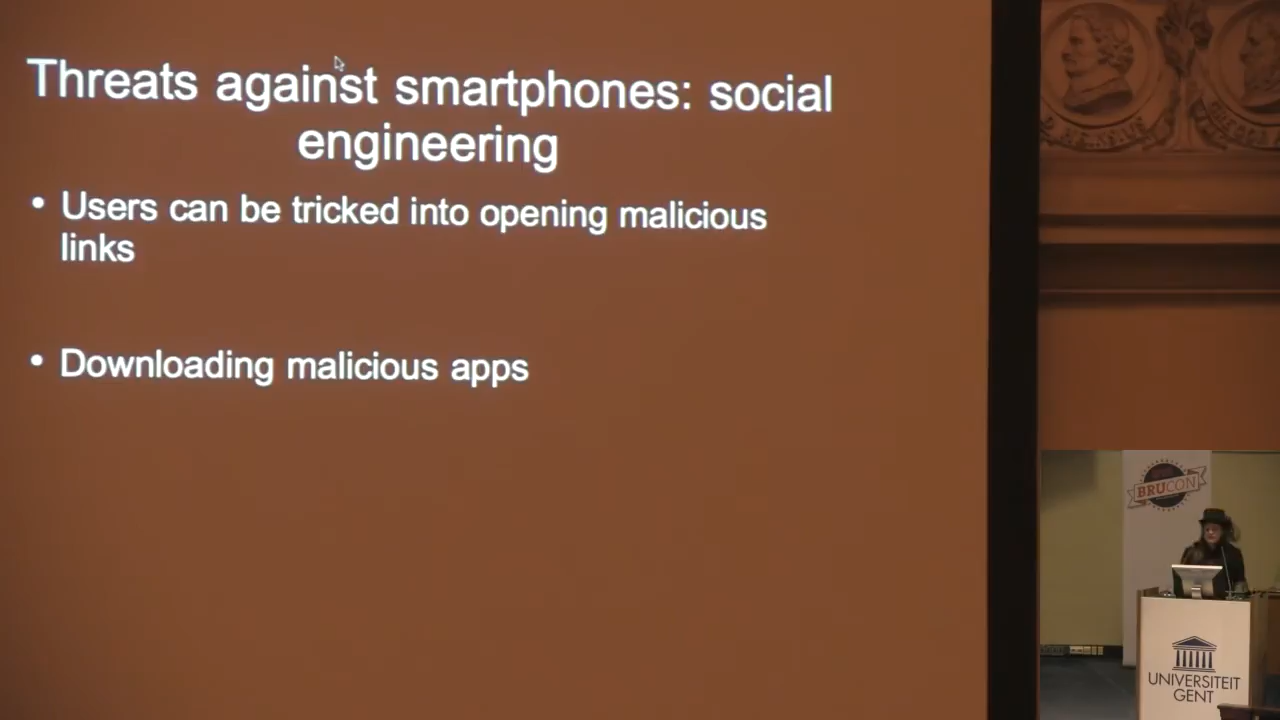 Threats against smartphones: social
engineering
• Users can be tricked into opening malicious
links
• Downloading malicious apps
BRUCON
UNIVERSITEIT
GENT